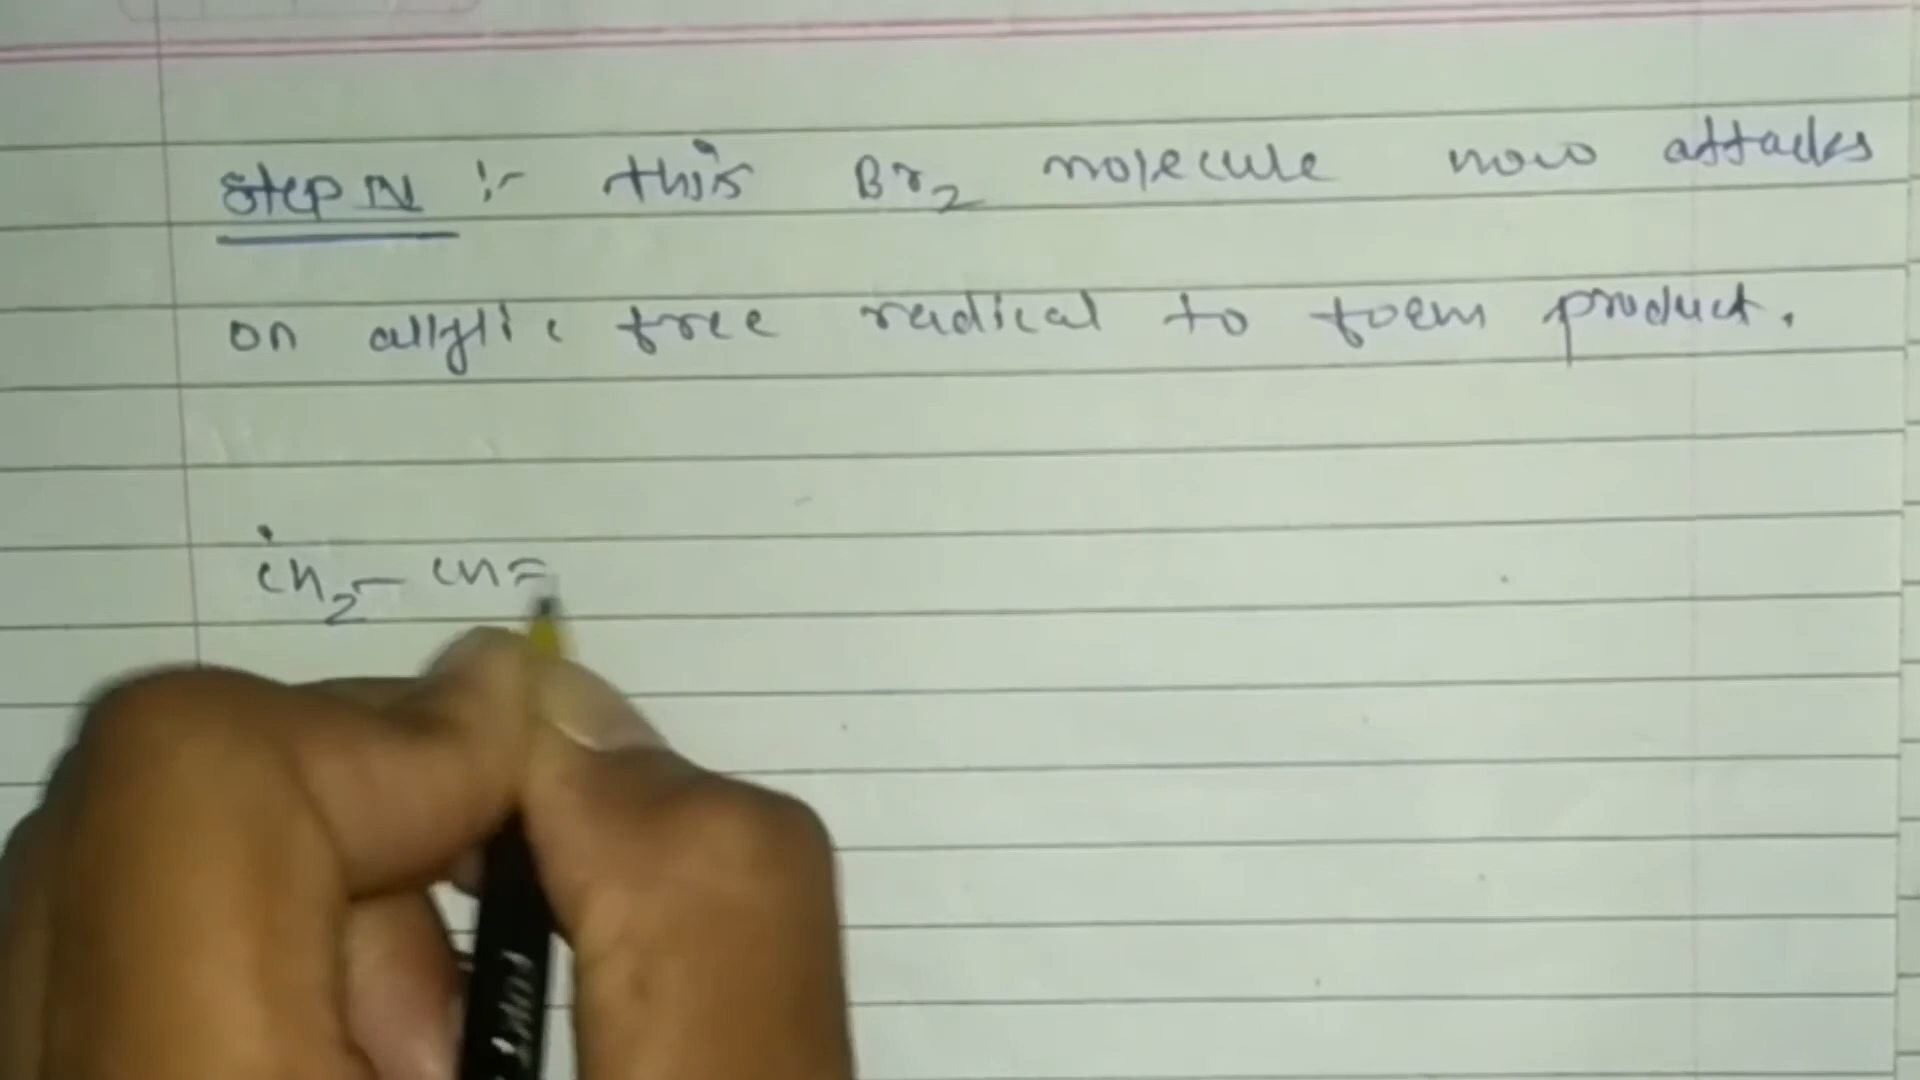 Step IV :- this Br2 molecule now attacks
on allylic free radical to form product.
ĊH2 - CH =